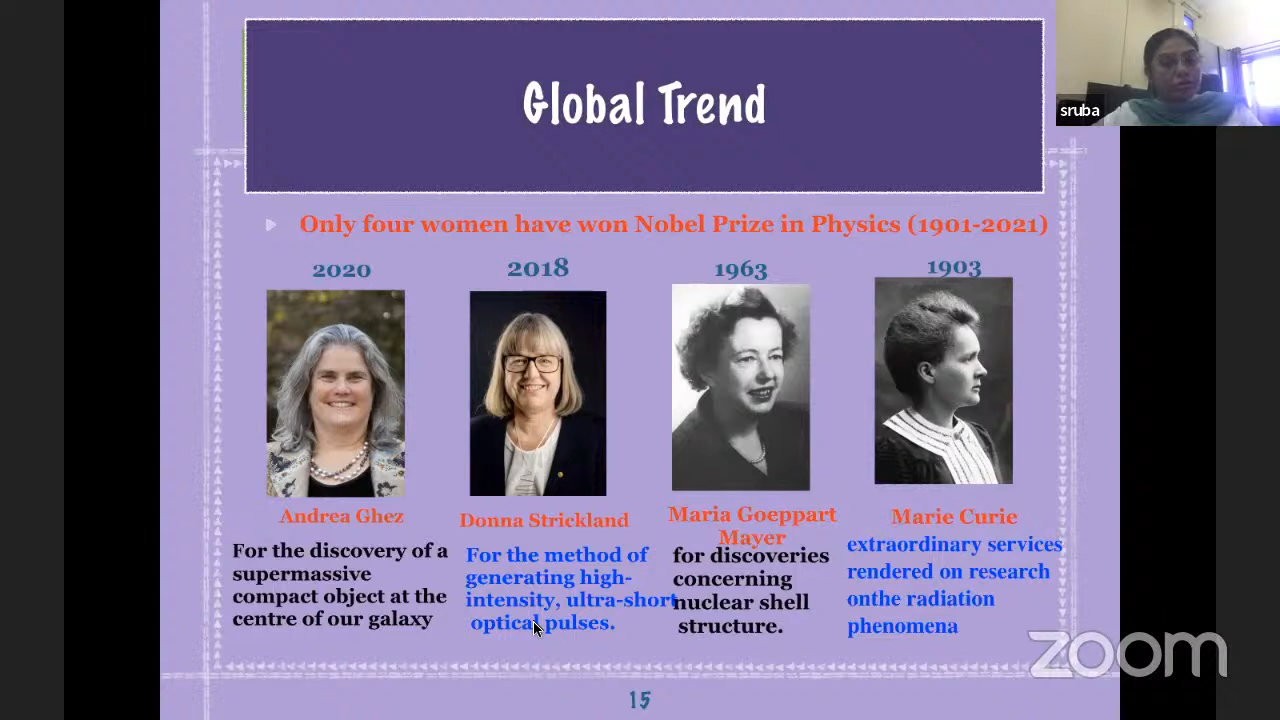 Global Trend
sruba
Only four women have won Nobel Prize in Physics (1901-2021)
2020
2018
1963
1903
Andrea Ghez
For the discovery of a
supermassive
compact object at the
centre of our galaxy
Donna Strickland
For the method of
generating high-
intensity, ultra-short
optical pulses.
Maria Goeppart
Mayer
for discoveries
concerning
nuclear shell
structure.
Marie Curie
extraordinary services
rendered on research
onthe radiation
phenomena
zoom
15